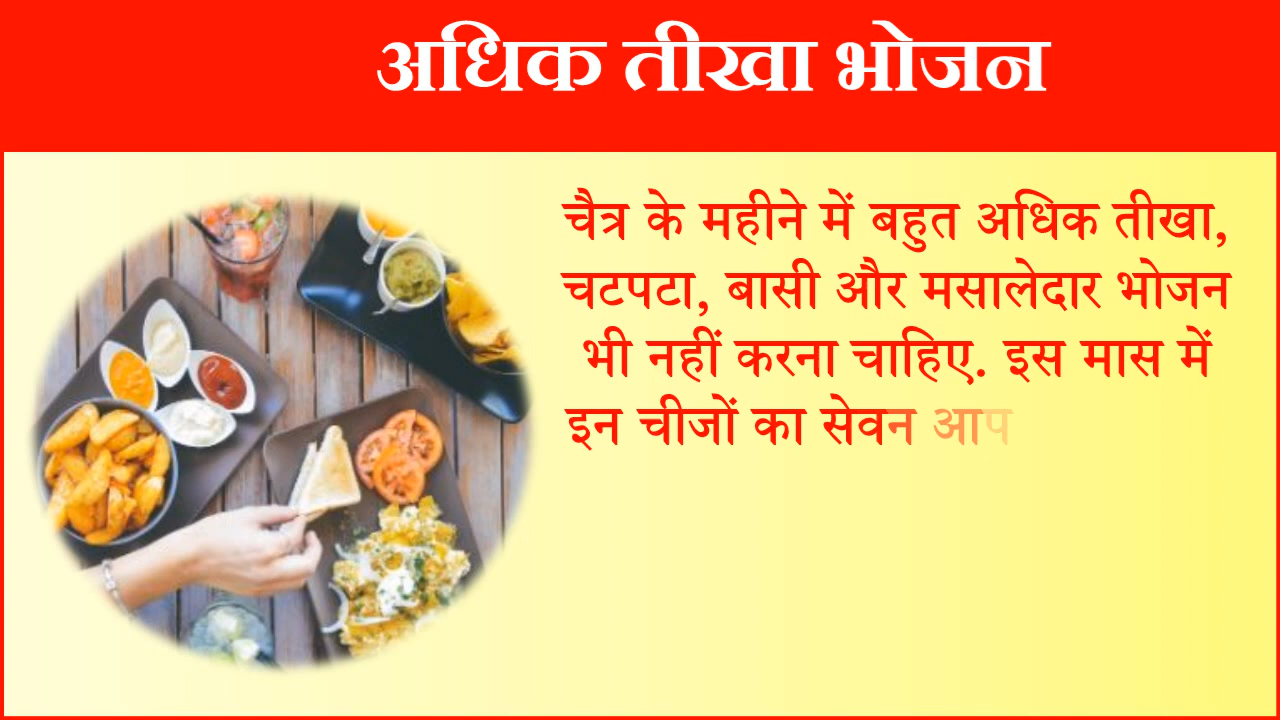 अधिक तीखा भोजन
चैत्र के महीने में बहुत अधिक तीखा,
चटपटा, बासी और मसालेदार भोजन
भी नहीं करना चाहिए. इस मास में
इन चीजों का सेवन आप